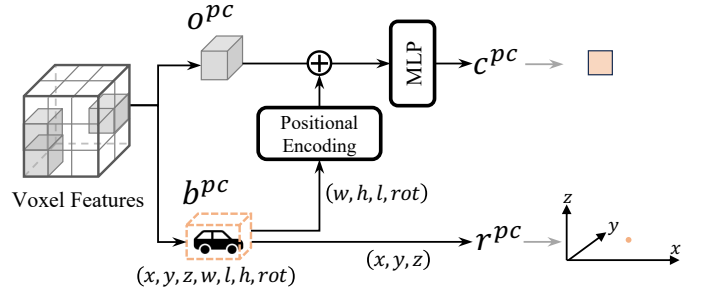 o^{pc}
MLP
c^{pc}
Positional
Encoding
Voxel Features
b^{pc}
(w, h, l, rot)
(x, y, z, w, l, h, rot)
(x, y, z)
r^{pc}
z
y
x